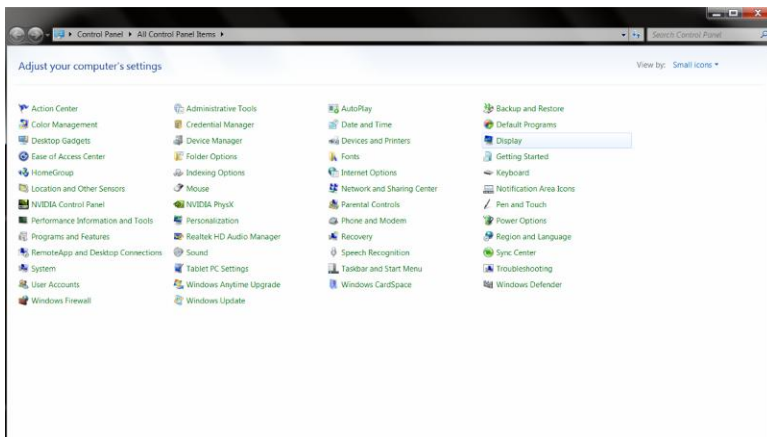 Control Panel All Control Panel Items
Search Control Panel
Adjust your computer's settings
View by: Small icons
Action Center Administrative Tools AutoPlay Backup and Restore
Color Management Credential Manager Date and Time Default Programs
Desktop Gadgets Device Manager Devices and Printers Display
Ease of Access Center Folder Options Fonts Getting Started
HomeGroup Indexing Options Internet Options Keyboard
Location and Other Sensors Mouse Network and Sharing Center Notification Area Icons
NVIDIA Control Panel NVIDIA PhysX Parental Controls Pen and Touch
Performance Information and Tools Personalization Phone and Modem Power Options
Programs and Features Realtek HD Audio Manager Recovery Region and Language
RemoteApp and Desktop Connections Sound Speech Recognition Sync Center
System Tablet PC Settings Taskbar and Start Menu Troubleshooting
User Accounts Windows Anytime Upgrade Windows CardSpace Windows Defender
Windows Firewall Windows Update